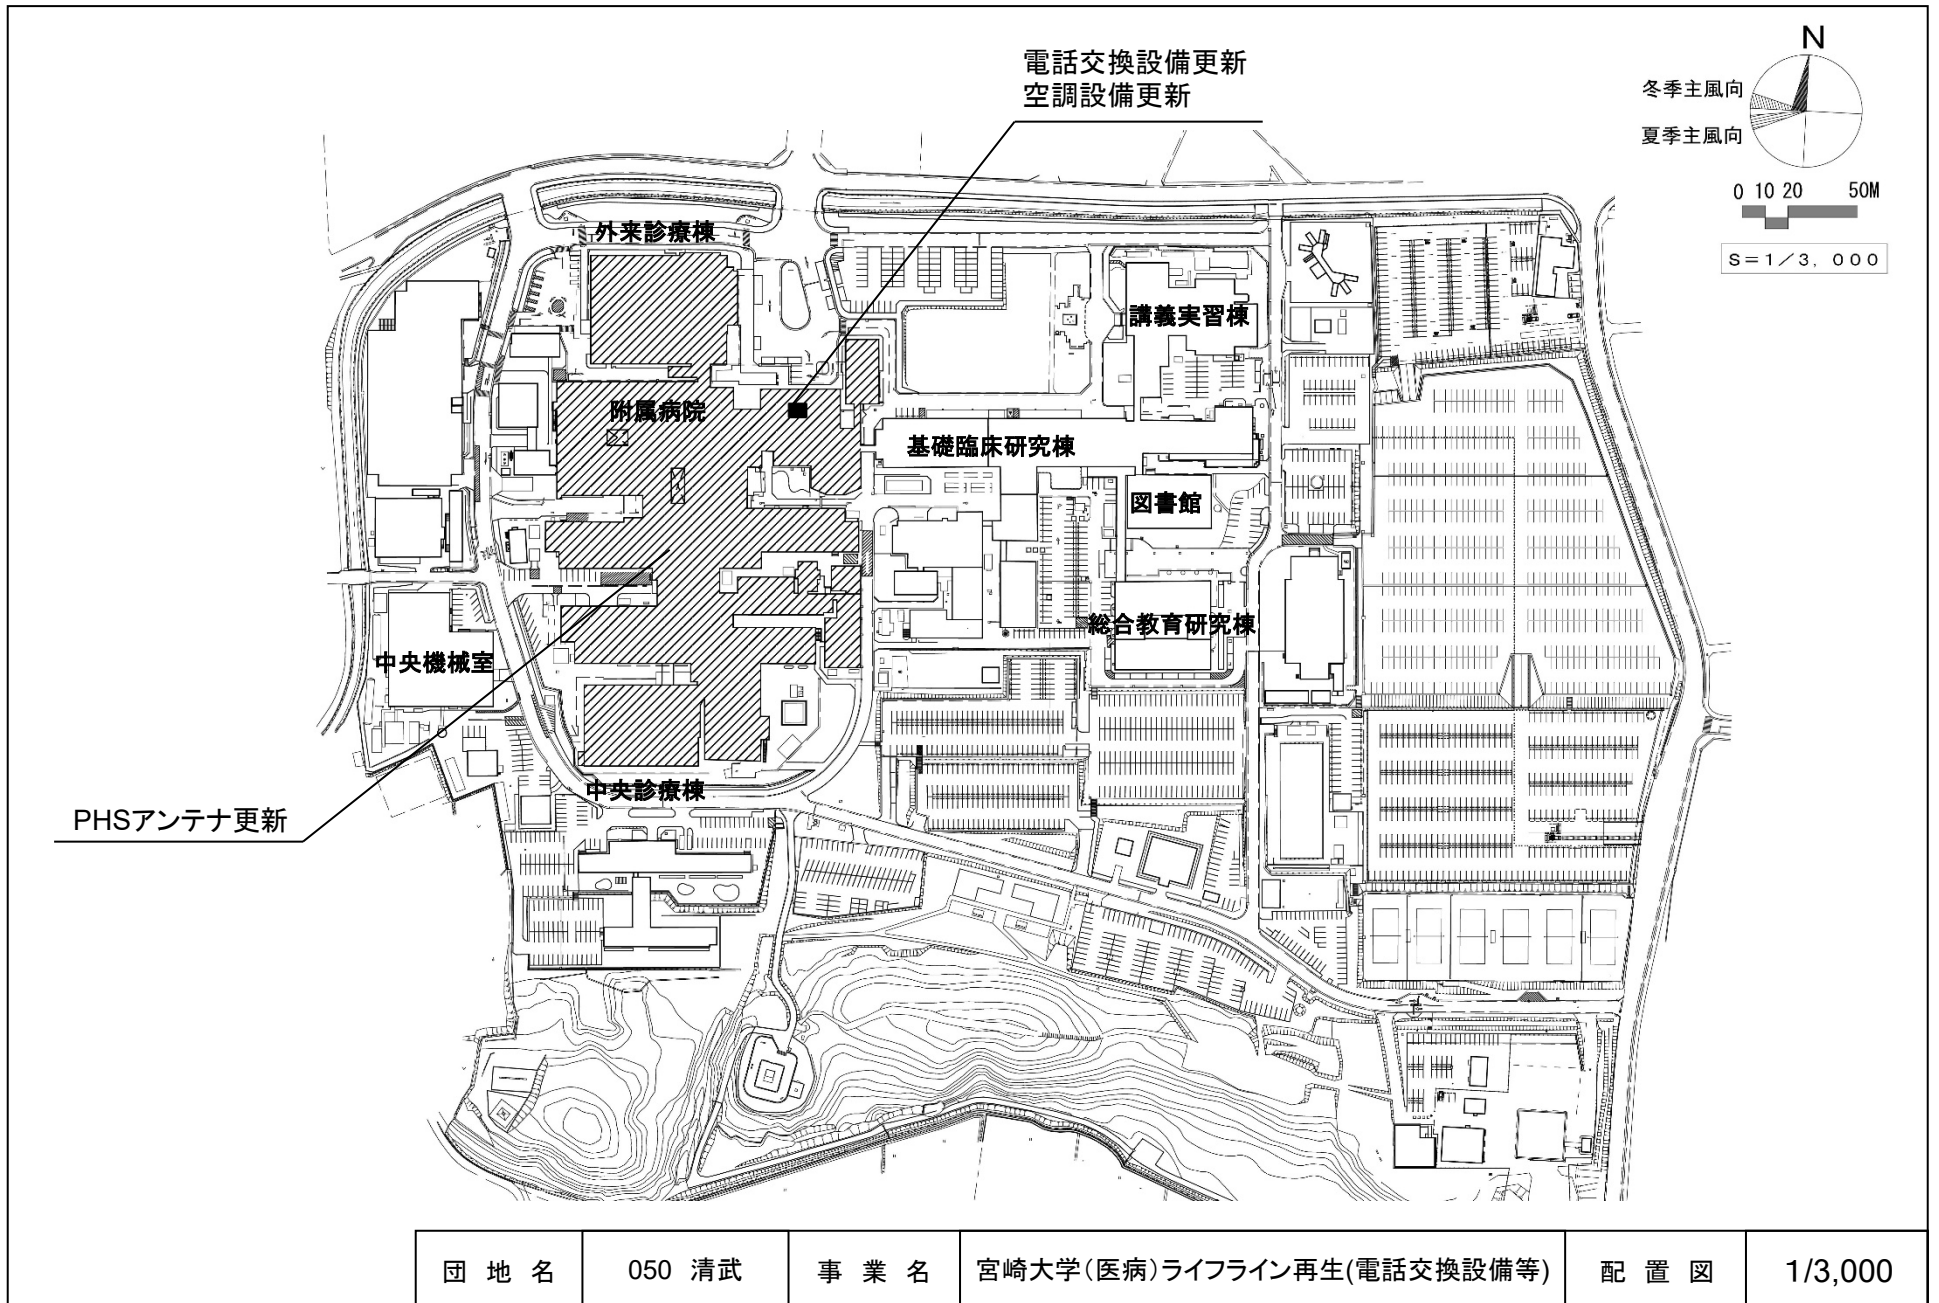 電話交換設備更新
空調設備更新
N
冬季主風向
夏季主風向
0 10 20 50M
S=1/3,000
外来診療棟
講義実習棟
附属病院
基礎臨床研究棟
図書館
総合教育研究棟
中央機械室
中央診療棟
PHSアンテナ更新
団地名 050 清武 事業名 宮崎大学(医病)ライフライン再生(電話交換設備等) 配置図 1/3,000